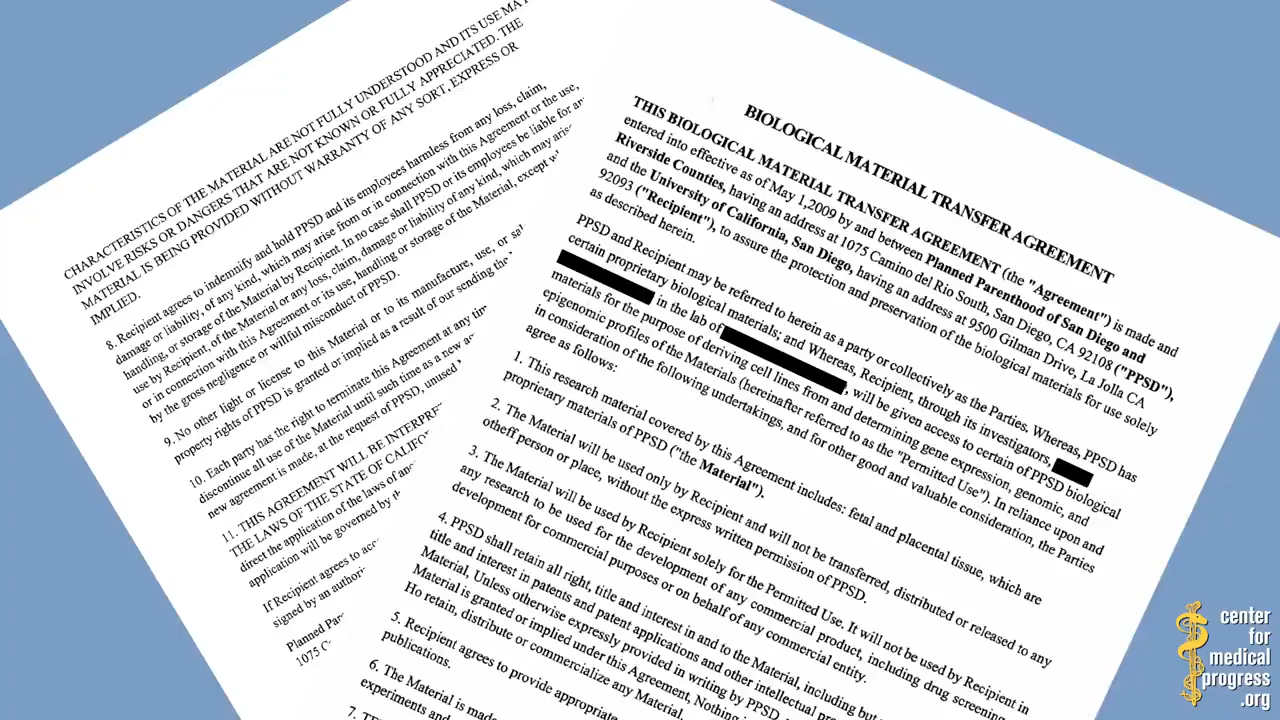 CHARACTERISTICS OF THE MATERIAL ARE NOT FULLY UNDERSTOOD AND ITS USE MAY
INVOLVE RISKS OR DANGERS THAT ARE NOT KNOWN OR FULLY APPRECIATED. THE
MATERIAL IS BEING PROVIDED WITHOUT WARRANTY OF ANY SORT, EXPRESS OR
IMPLIED.
8. Recipient agrees to indemnify and hold PPSD and its employees harmless from any loss, claim,
damage or liability, of any kind, which may arise from or in connection with this Agreement or the use,
handling, or storage of the Material by Recipient. In no case shall PPSD or its employees be liable for
use by Recipient, of the Material or any loss, claim, damage or liability of any kind, which may
or in connection with this Agreement or its use, handling or storage of the Material, except
by the gross negligence or willful misconduct of PPSD.
9. No other light or license to this Material or to its manufacture, use, or
property rights of PPSD is granted or implied as a result of our sending the
10. Each party has the right to terminate this Agreement at any
discontinue all use of the Material until such time as a new
new agreement is made, at the request of PPSD, unused
11. THIS AGREEMENT WILL BE
THE LAWS OF THE STATE OF
direct the application of the laws of
application will be governed by
If Recipient agrees to
signed by an
Planned
1075
BIOLOGICAL MATERIAL TRANSFER AGREEMENT
THIS BIOLOGICAL MATERIAL TRANSFER AGREEMENT (the "Agreement") is made and
entered into effective as of May 1,2009 by and between Planned Parenthood of San Diego and
Riverside Counties, having an address at 1075 Camino del Rio South, San Diego, CA 92108 ("PPSD"),
and the University of California, San Diego, having an address at 9500 Gilman Drive, La Jolla CA
92093 ("Recipient"), to assure the protection and preservation of the biological materials for use solely
as described herein.
PPSD and Recipient may be referred to herein as a party or collectively as the Parties. Whereas, PPSD has
certain proprietary biological materials; and Whereas, Recipient, through its investigators,
in the lab of , will be given access to certain of PPSD biological
materials for the purpose of deriving cell lines from and determining gene expression, genomic, and
epigenomic profiles of the Materials (hereinafter referred to as the "Permitted Use"). In reliance upon and
in consideration of the following undertakings, and for other good and valuable consideration, the Parties
agree as follows:
1. This research material covered by this Agreement includes: fetal and placental tissue, which are
proprietary materials of PPSD ("the Material").
2. The Material will be used only by Recipient and will not be transferred, distributed or released to any
otheff person or place, without the express written permission of PPSD.
3. The Material will be used by Recipient solely for the Permitted Use. It will not be used by Recipient in
any research to be used for the development of any commercial product, including drug screening
development for commercial purposes or on behalf of any commercial entity.
4. PPSD shall retain all right, title and interest in and to the Material, including but
title and interest in patents and patent applications and other intellectual
Material, Unless otherwise expressly provided in writing by PPSD,
Material is granted or implied under this Agreement, Nothing
Ho retain, distribute or commercialize any Material.
5. Recipient agrees to provide appropriate
publications.
6. The Material is made
experiments and
7.
center
for
medical
progress
.org